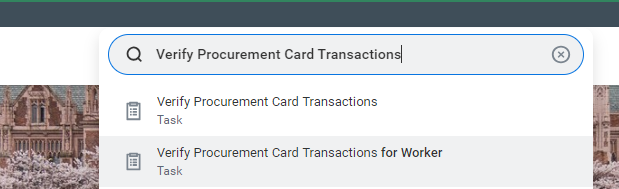 Verify Procurement Card Transactions
Verify Procurement Card Transactions
Task
Verify Procurement Card Transactions for Worker
Task